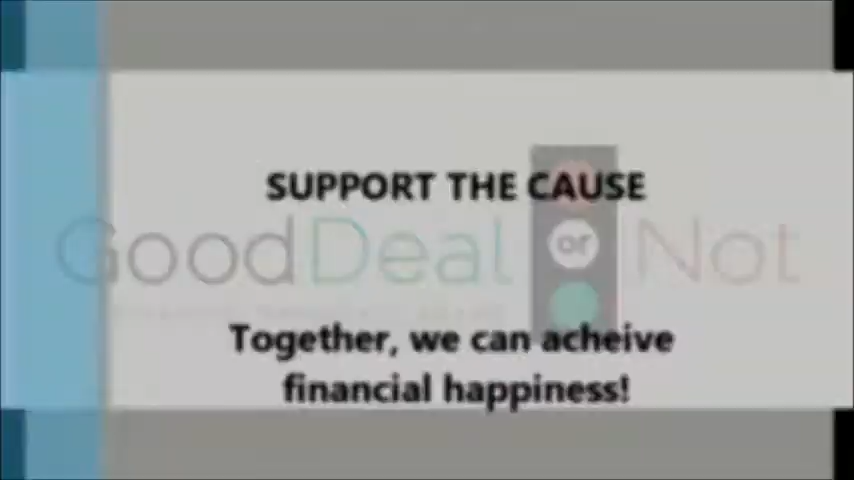 SUPPORT THE CAUSE
GoodDeal or Not
Together, we can acheive
financial happiness!